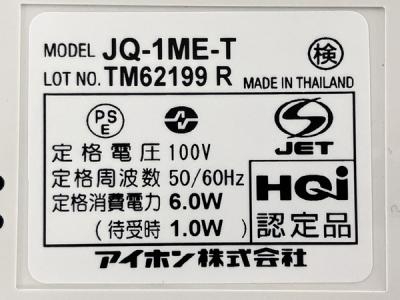 MODEL JQ-1ME-T 検
LOT NO. TM62199 R MADE IN THAILAND
PS
E
JET
定格電圧 100V
定格周波数 50/60Hz
定格消費電力 6.0W
(待受時 1.0W)
HQi
認定品
アイホン株式会社